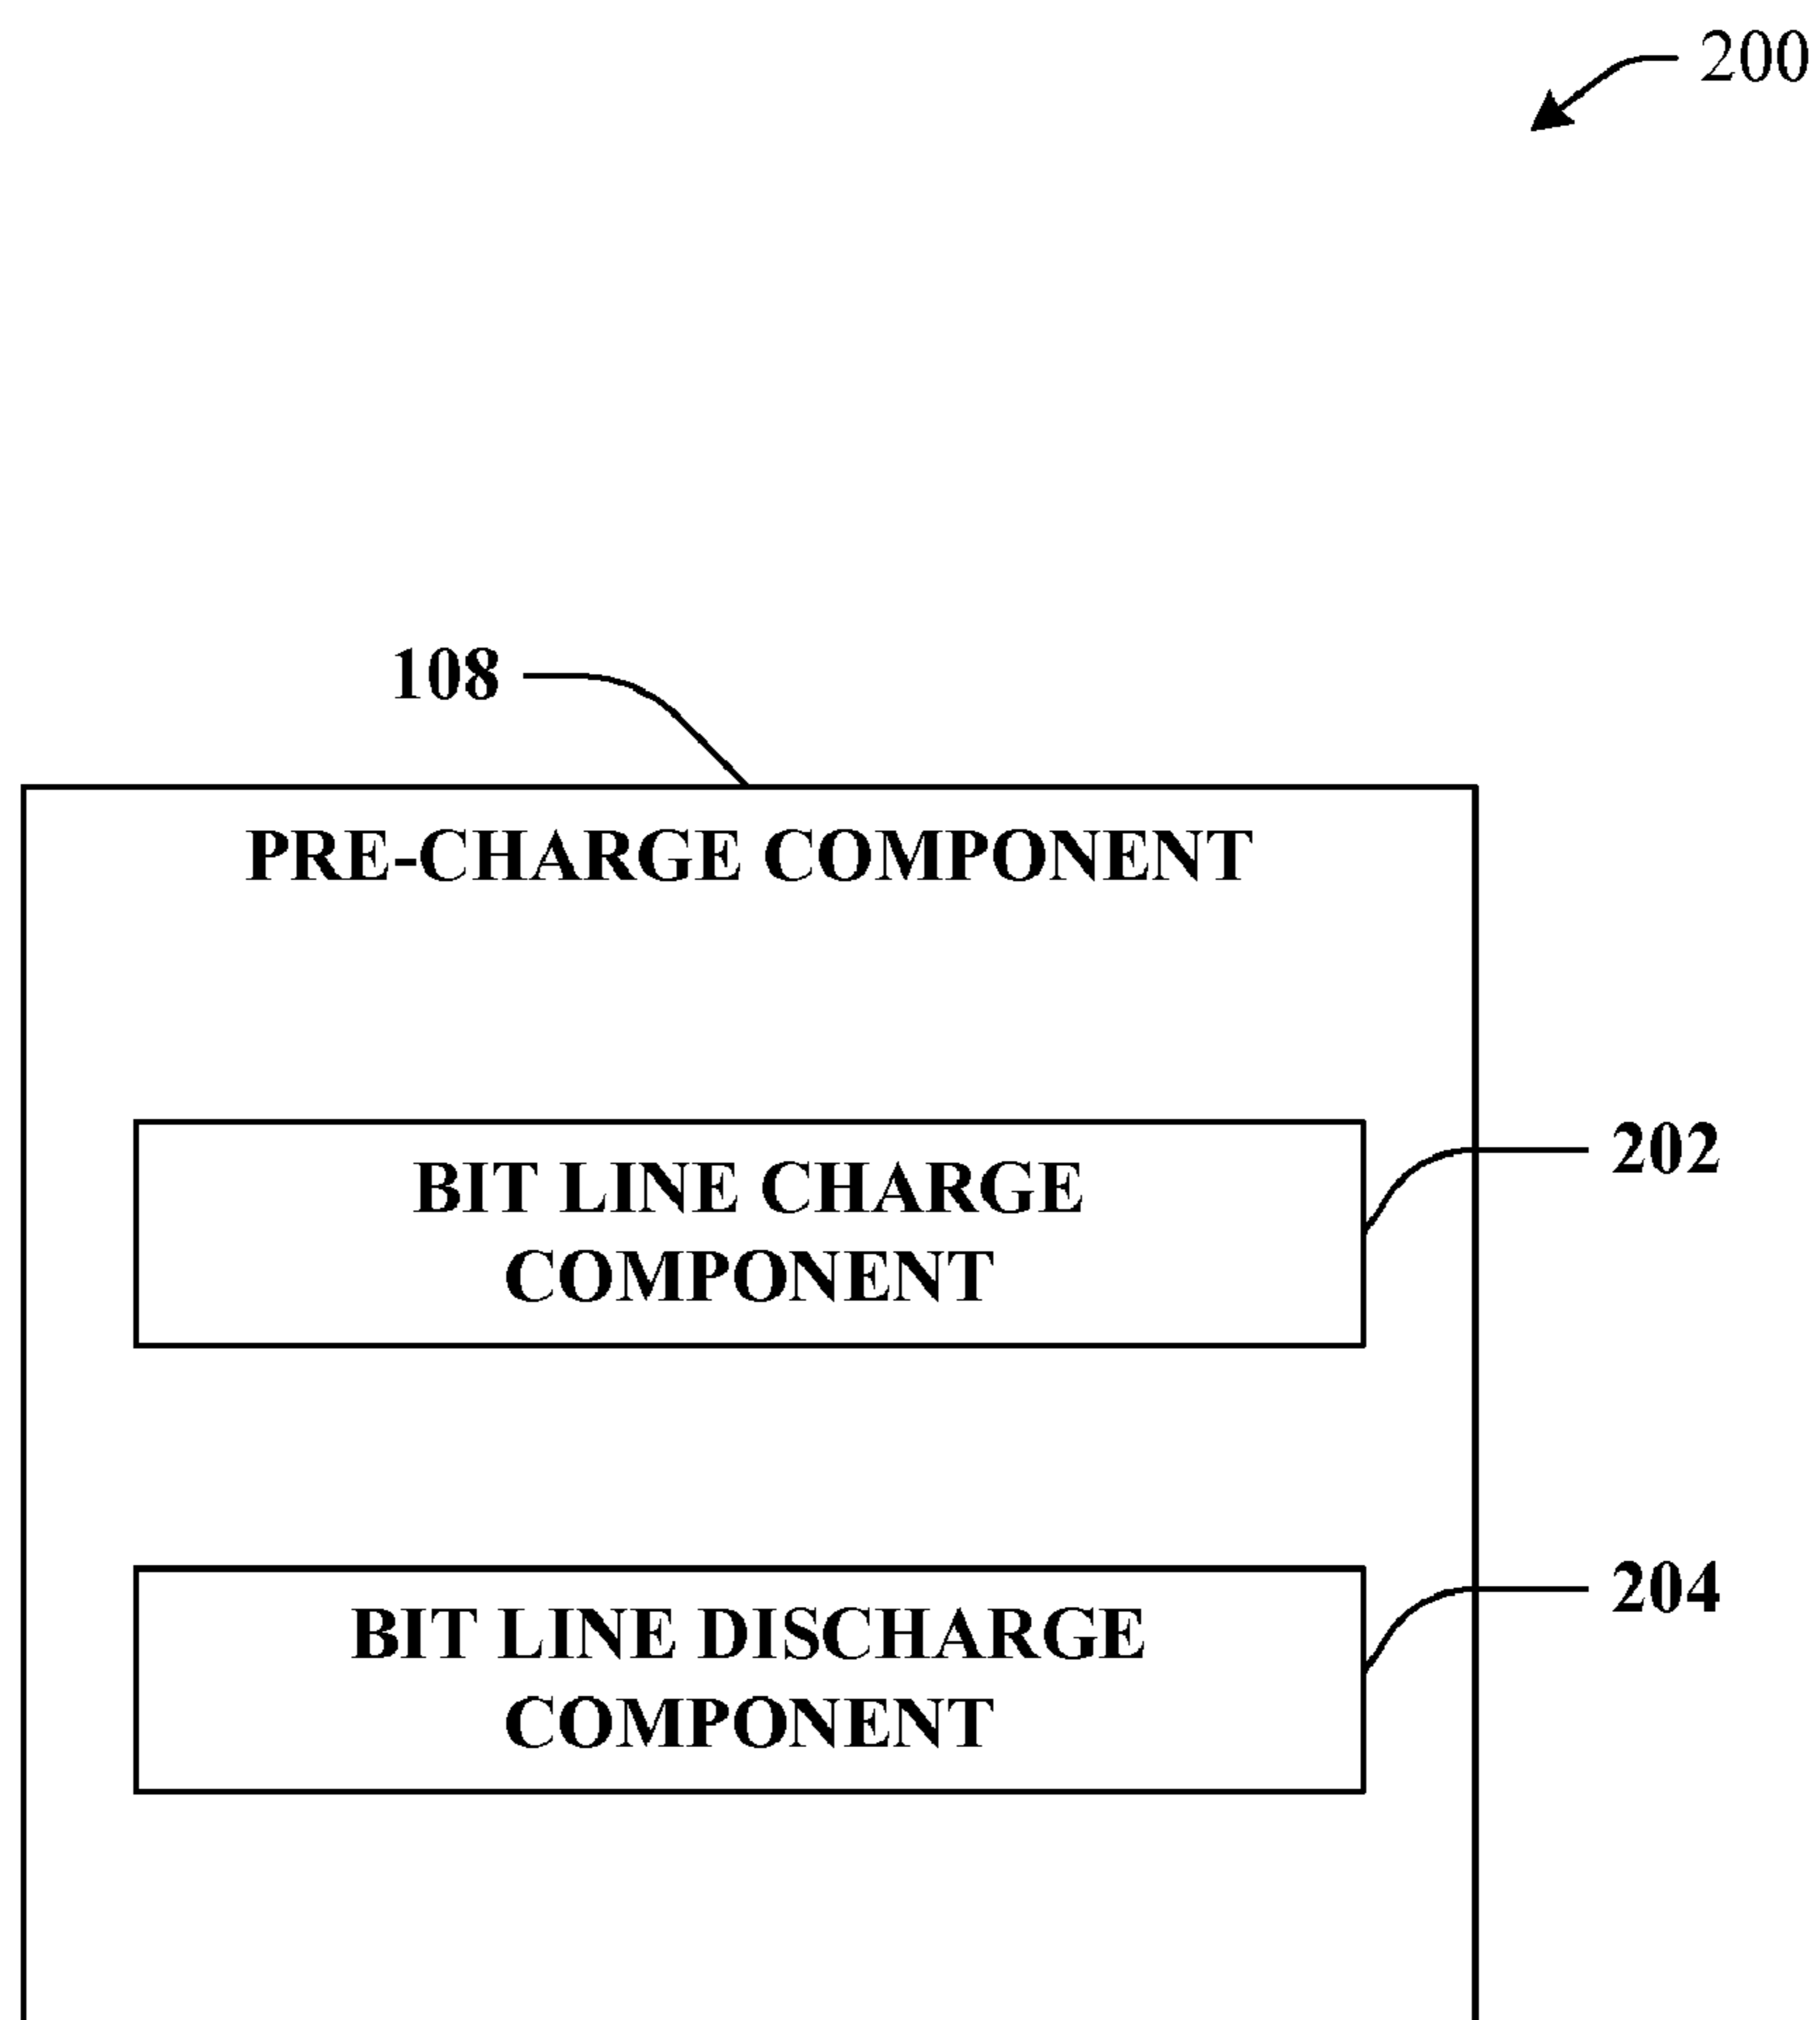 200
108
PRE-CHARGE COMPONENT
BIT LINE CHARGE
COMPONENT
202
BIT LINE DISCHARGE
COMPONENT
204